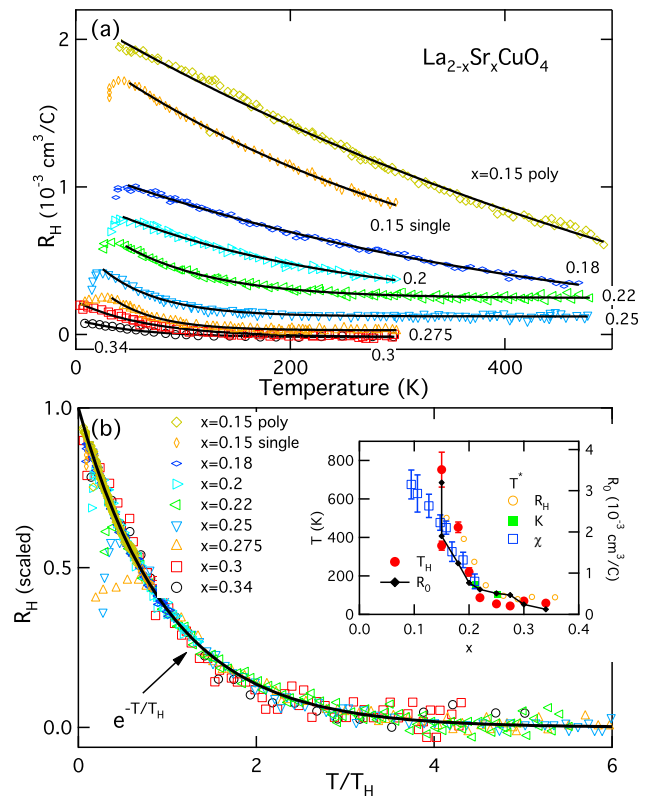 (a)
La2-xSrxCuO4
2
1
0
RH (10-3 cm3/C)
x=0.15 poly
0.15 single
0.18
0.2
0.22
0.25
0.275
0.3
0.34
200
400
Temperature (K)
(b)
1.0
0.5
0.0
RH (scaled)
x=0.15 poly
x=0.15 single
x=0.18
x=0.2
x=0.22
x=0.25
x=0.275
x=0.3
x=0.34
e-T/TH
800
600
400
200
0
T (K)
T*
RH
K
χ
TH
R0
4
3
2
1
0
R0 (10-3 cm3/C)
0.0
0.1
0.2
0.3
0.4
x
0
2
4
6
T/TH